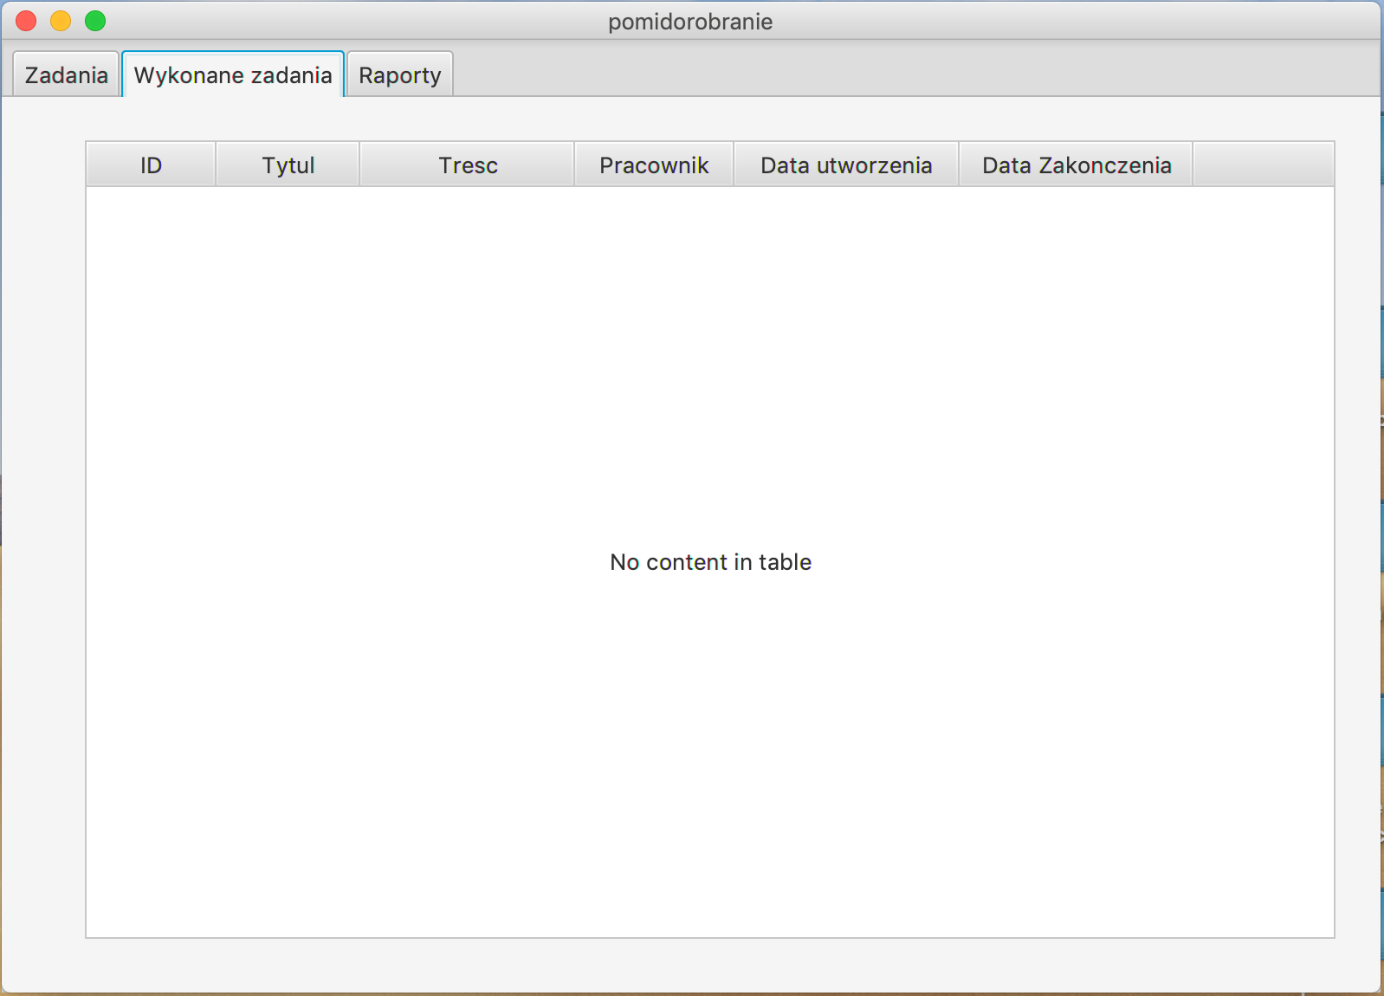 pomidorobranie
Zadania Wykonane zadania Raporty
ID Tytul Tresc Pracownik Data utworzenia Data Zakonczenia
No content in table